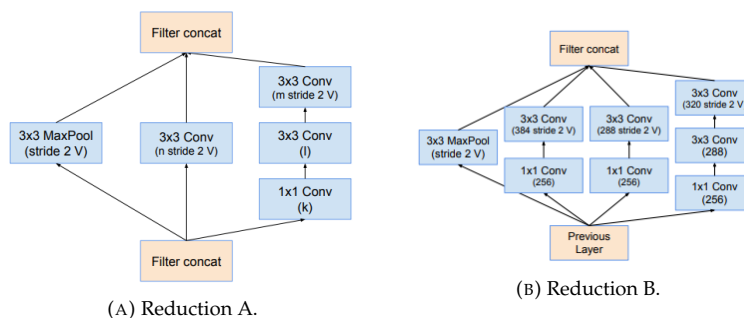 Filter concat
3x3 Conv
(m stride 2 V)
3x3 MaxPool
(stride 2 V)
3x3 Conv
(n stride 2 V)
3x3 Conv
(l)
1x1 Conv
(k)
Filter concat
(A) Reduction A.
Filter concat
3x3 Conv
(320 stride 2 V)
3x3 Conv
(384 stride 2 V)
3x3 Conv
(288 stride 2 V)
3x3 MaxPool
(stride 2 V)
3x3 Conv
(288)
1x1 Conv
(256)
1x1 Conv
(256)
1x1 Conv
(256)
Previous
Layer
(B) Reduction B.